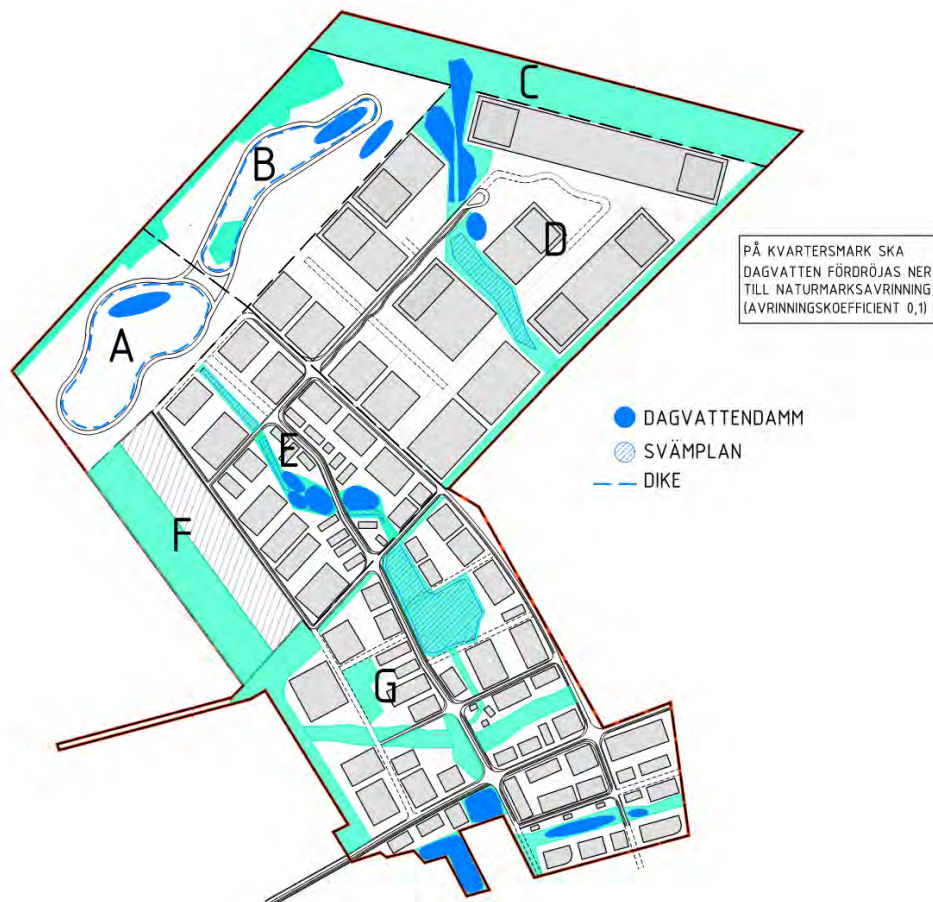 C
B
D
PÅ KVARTERSMARK SKA
DAGVATTEN FÖRDRÖJAS NER
TILL NATURMARKSAVRINNING
(AVRINNINGSKOEFFICIENT 0,1)
A
DAGVATTENDAMM
SVÄMPLAN
DIKE
E
F
G